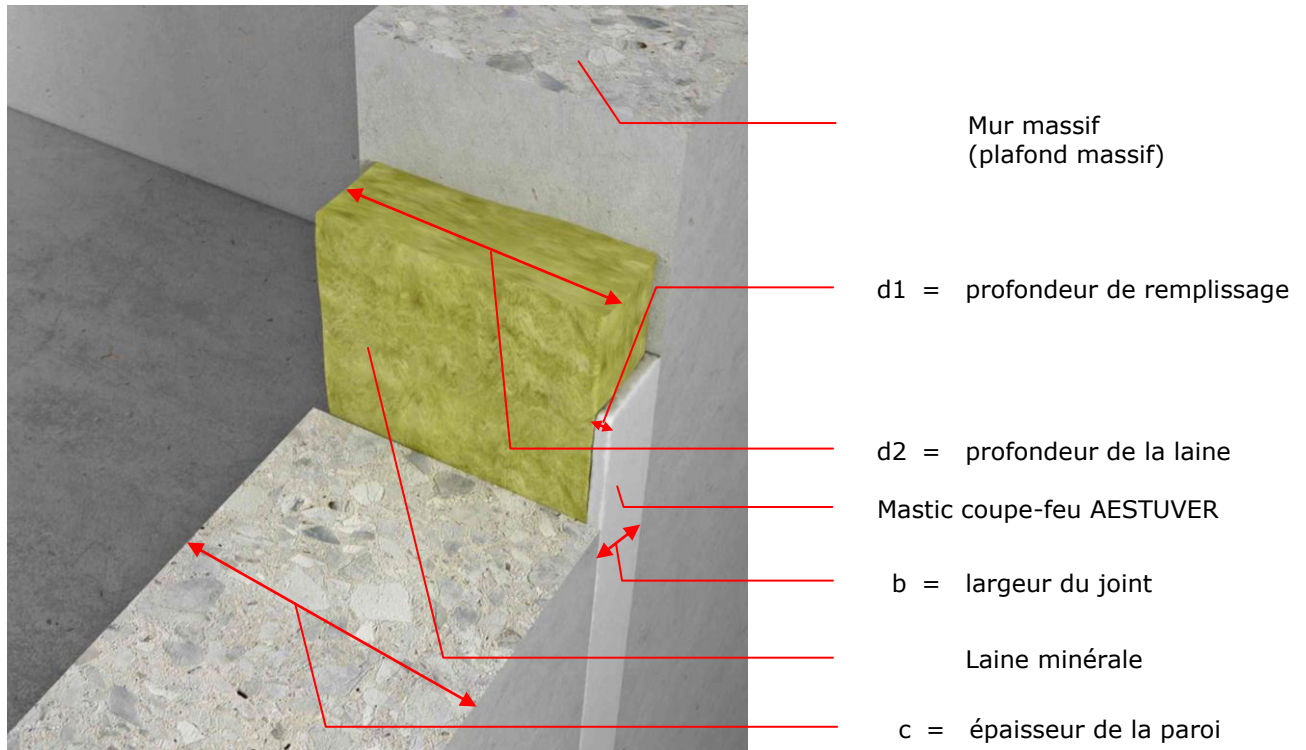 Mur massif
(plafond massif)
d1 = profondeur de remplissage
d2 = profondeur de la laine
Mastic coupe-feu AESTUVER
b = largeur du joint
Laine minérale
c = épaisseur de la paroi